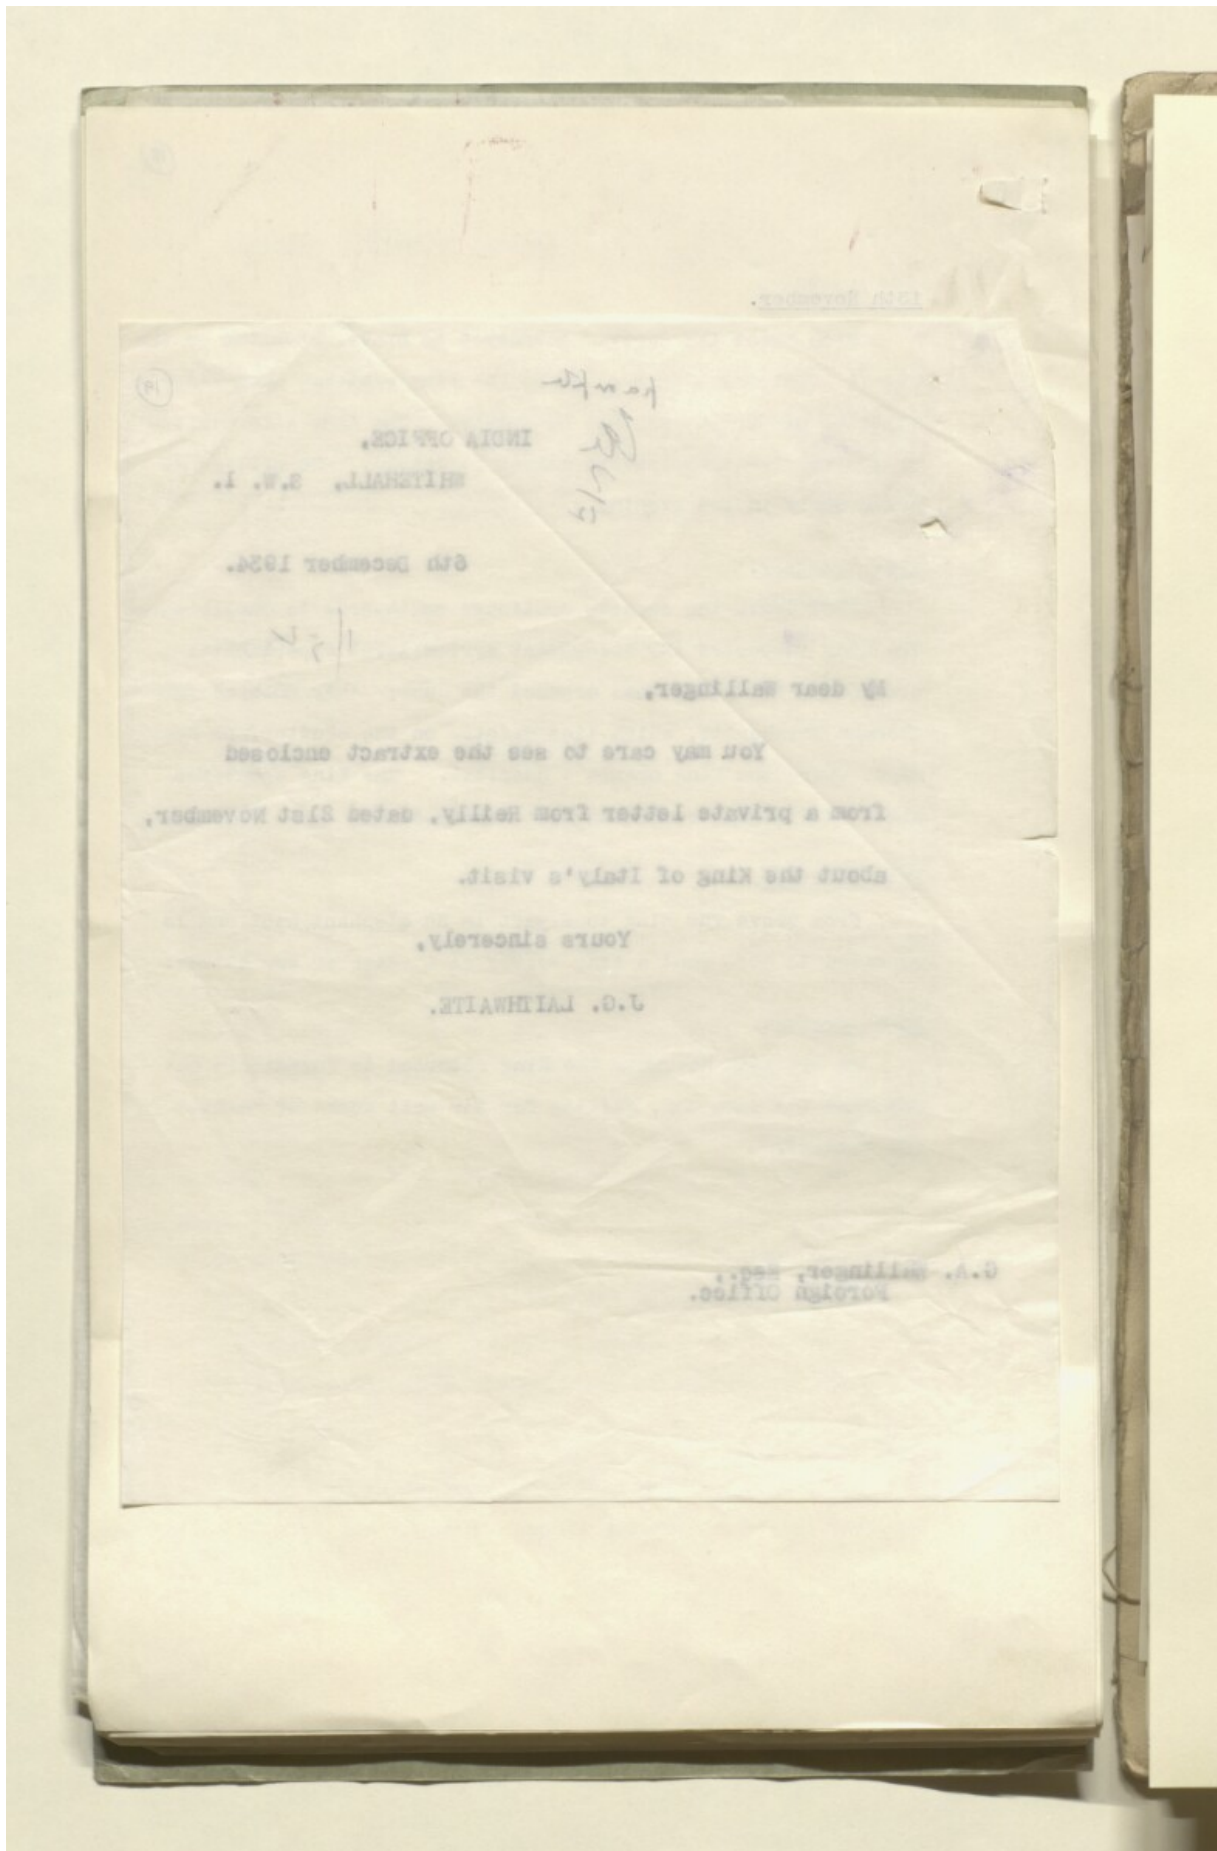 13th November.
INDIA OFFICE,
WHITEHALL, S.W. 1.
6th December 1934.
My dear Wallinger,
You may care to see the extract enclosed
from a private letter from Reilly, dated 21st November,
about the King of Italy's visit.
Yours sincerely,
J.G. LAITHWAITE.
G.A. Wallinger, Esq.,
Foreign Office.